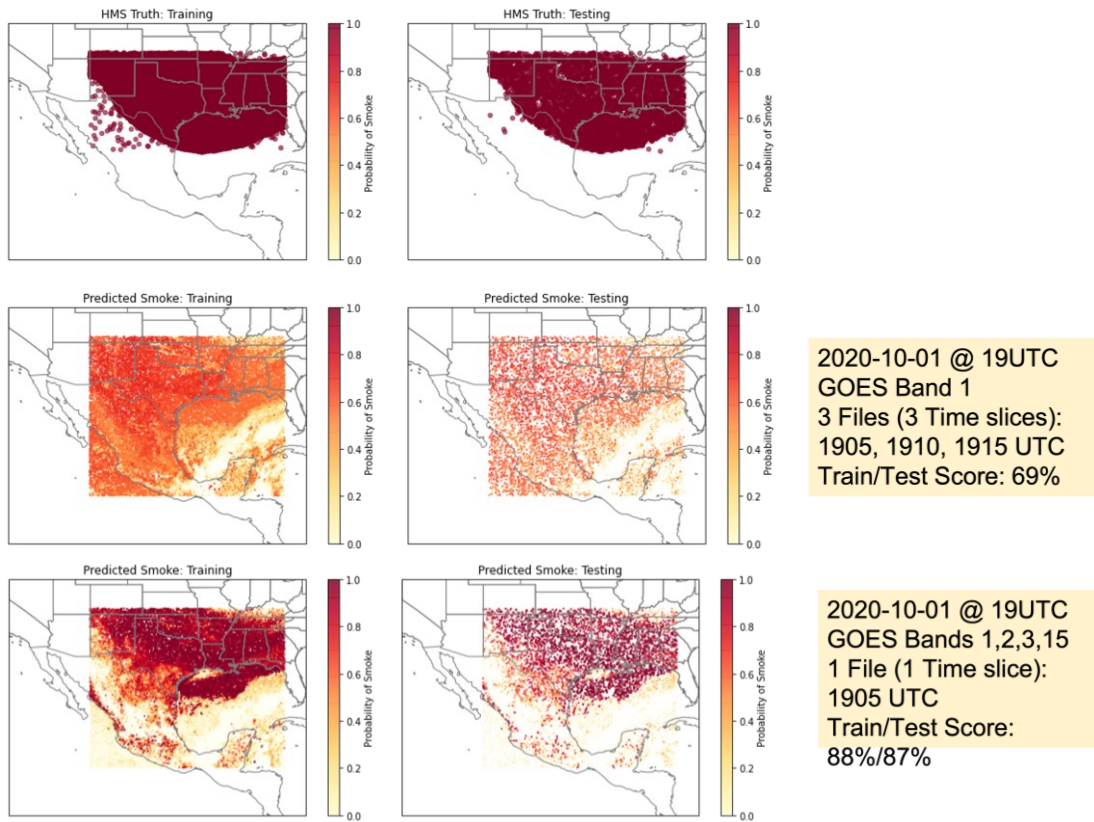 HMS Truth: Training
1.0
0.8
0.6
0.4
0.2
0.0
Probability of Smoke
HMS Truth: Testing
1.0
0.8
0.6
0.4
0.2
0.0
Probability of Smoke
Predicted Smoke: Training
1.0
0.8
0.6
0.4
0.2
0.0
Probability of Smoke
Predicted Smoke: Testing
1.0
0.8
0.6
0.4
0.2
0.0
Probability of Smoke
2020-10-01 @ 19UTC
GOES Band 1
3 Files (3 Time slices):
1905, 1910, 1915 UTC
Train/Test Score: 69%
Predicted Smoke: Training
1.0
0.8
0.6
0.4
0.2
0.0
Probability of Smoke
Predicted Smoke: Testing
1.0
0.8
0.6
0.4
0.2
0.0
Probability of Smoke
2020-10-01 @ 19UTC
GOES Bands 1,2,3,15
1 File (1 Time slice):
1905 UTC
Train/Test Score:
88%/87%